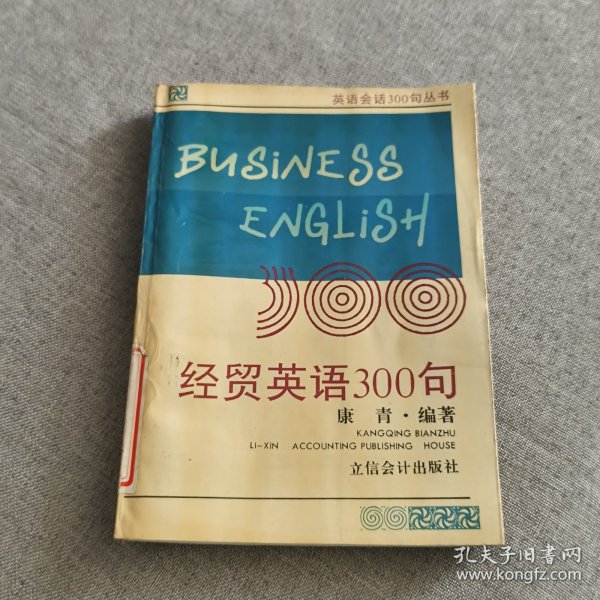 英语会话300句丛书
BUSINESS
ENGLISH
300
经贸英语300句
康 青·编著
KANGQING BIANZHU
LI-XIN ACCOUNTING PUBLISHING HOUSE
立信会计出版社
孔夫子旧书网
www.kongfz.com